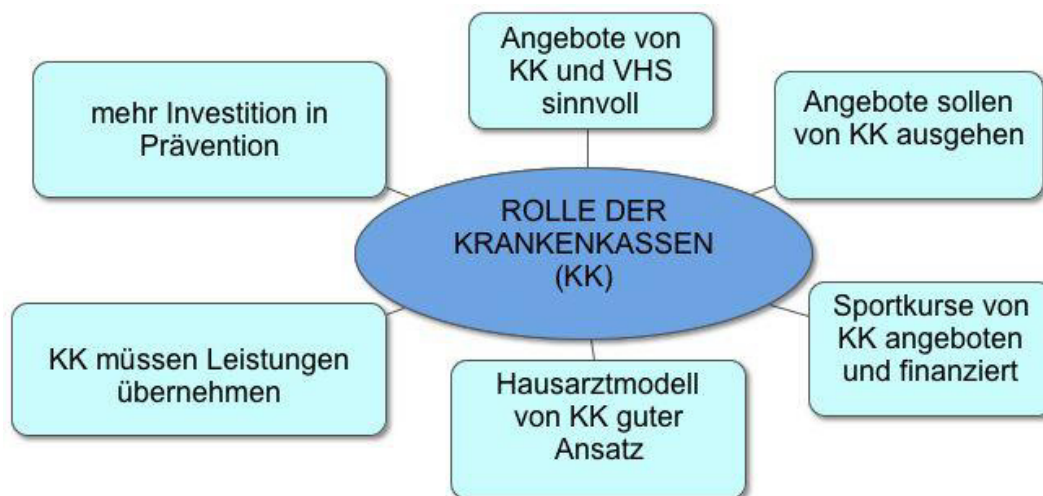 Angebote von
KK und VHS
sinnvoll
mehr Investition in
Prävention
Angebote sollen
von KK ausgehen
ROLLE DER
KRANKENKASSEN
(KK)
KK müssen Leistungen
übernehmen
Sportkurse von
KK angeboten
und finanziert
Hausarztmodell
von KK guter
Ansatz